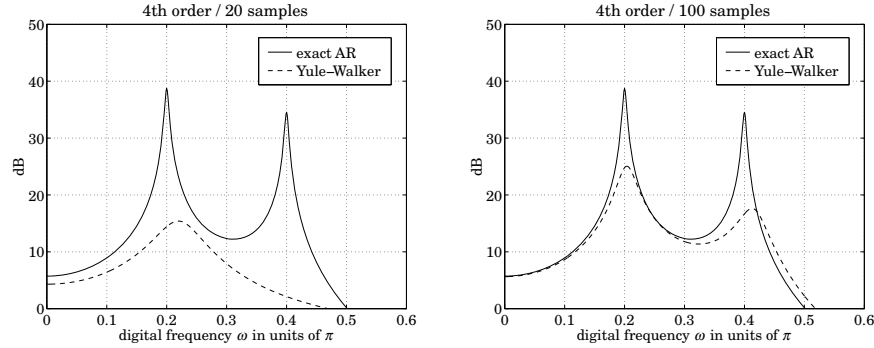 4th order / 20 samples
50
40
30
20
10
0
dB
exact AR
Yule–Walker
0 0.1 0.2 0.3 0.4 0.5 0.6
digital frequency ω in units of π
4th order / 100 samples
50
40
30
20
10
0
dB
exact AR
Yule–Walker
0 0.1 0.2 0.3 0.4 0.5 0.6
digital frequency ω in units of π